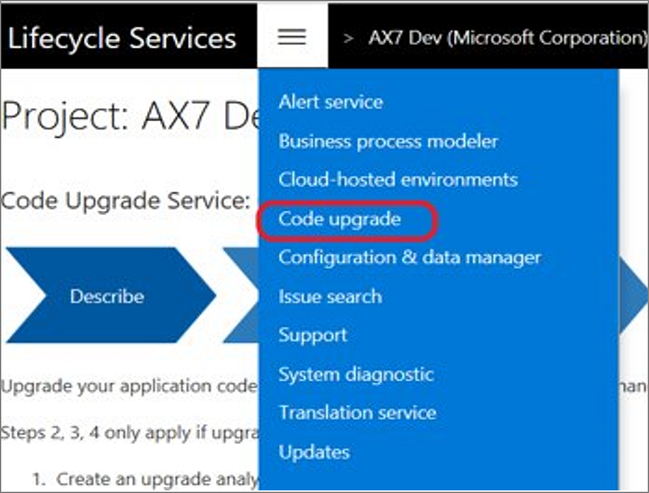 Lifecycle Services
> AX7 Dev (Microsoft Corporation)
Project: AX7 De
Code Upgrade Service:
Describe
Upgrade your application code
Steps 2, 3, 4 only apply if upgra
1. Create an upgrade analy
Alert service
Business process modeler
Cloud-hosted environments
Code upgrade
Configuration & data manager
Issue search
Support
System diagnostic
Translation service
Updates